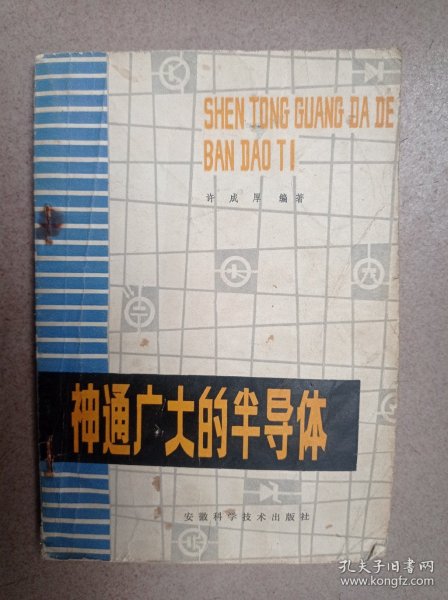 SHEN TONG GUANG DA DE
BAN DAO TI
许成厚 编著
神通广大的半导体
安徽科学技术出版社
孔夫子旧书网
www.kongfz.com